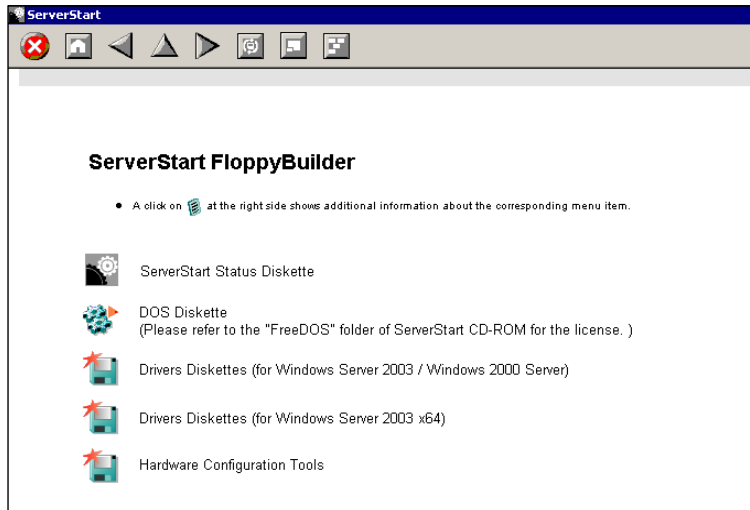 ServerStart
ServerStart FloppyBuilder
A click on at the right side shows additional information about the corresponding menu item.
ServerStart Status Diskette
DOS Diskette
(Please refer to the "FreeDOS" folder of ServerStart CD-ROM for the license. )
Drivers Diskettes (for Windows Server 2003 / Windows 2000 Server)
Drivers Diskettes (for Windows Server 2003 x64)
Hardware Configuration Tools